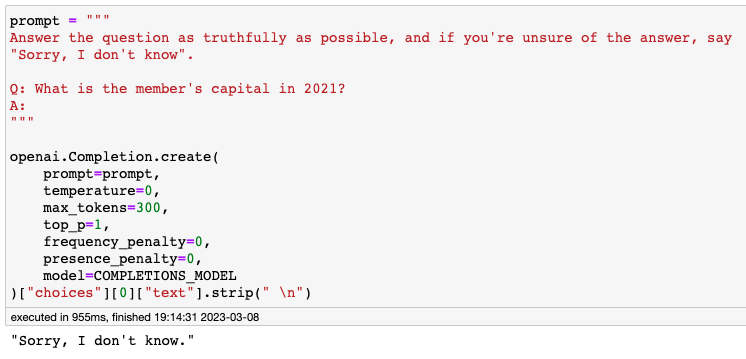 prompt = """
Answer the question as truthfully as possible, and if you're unsure of the answer, say
"Sorry, I don't know".

Q: What is the member's capital in 2021?
A:
"""

openai.Completion.create(
    prompt=prompt,
    temperature=0,
    max_tokens=300,
    top_p=1,
    frequency_penalty=0,
    presence_penalty=0,
    model=COMPLETIONS_MODEL
)["choices"][0]["text"].strip(" \n")
executed in 955ms, finished 19:14:31 2023-03-08
"Sorry, I don't know."